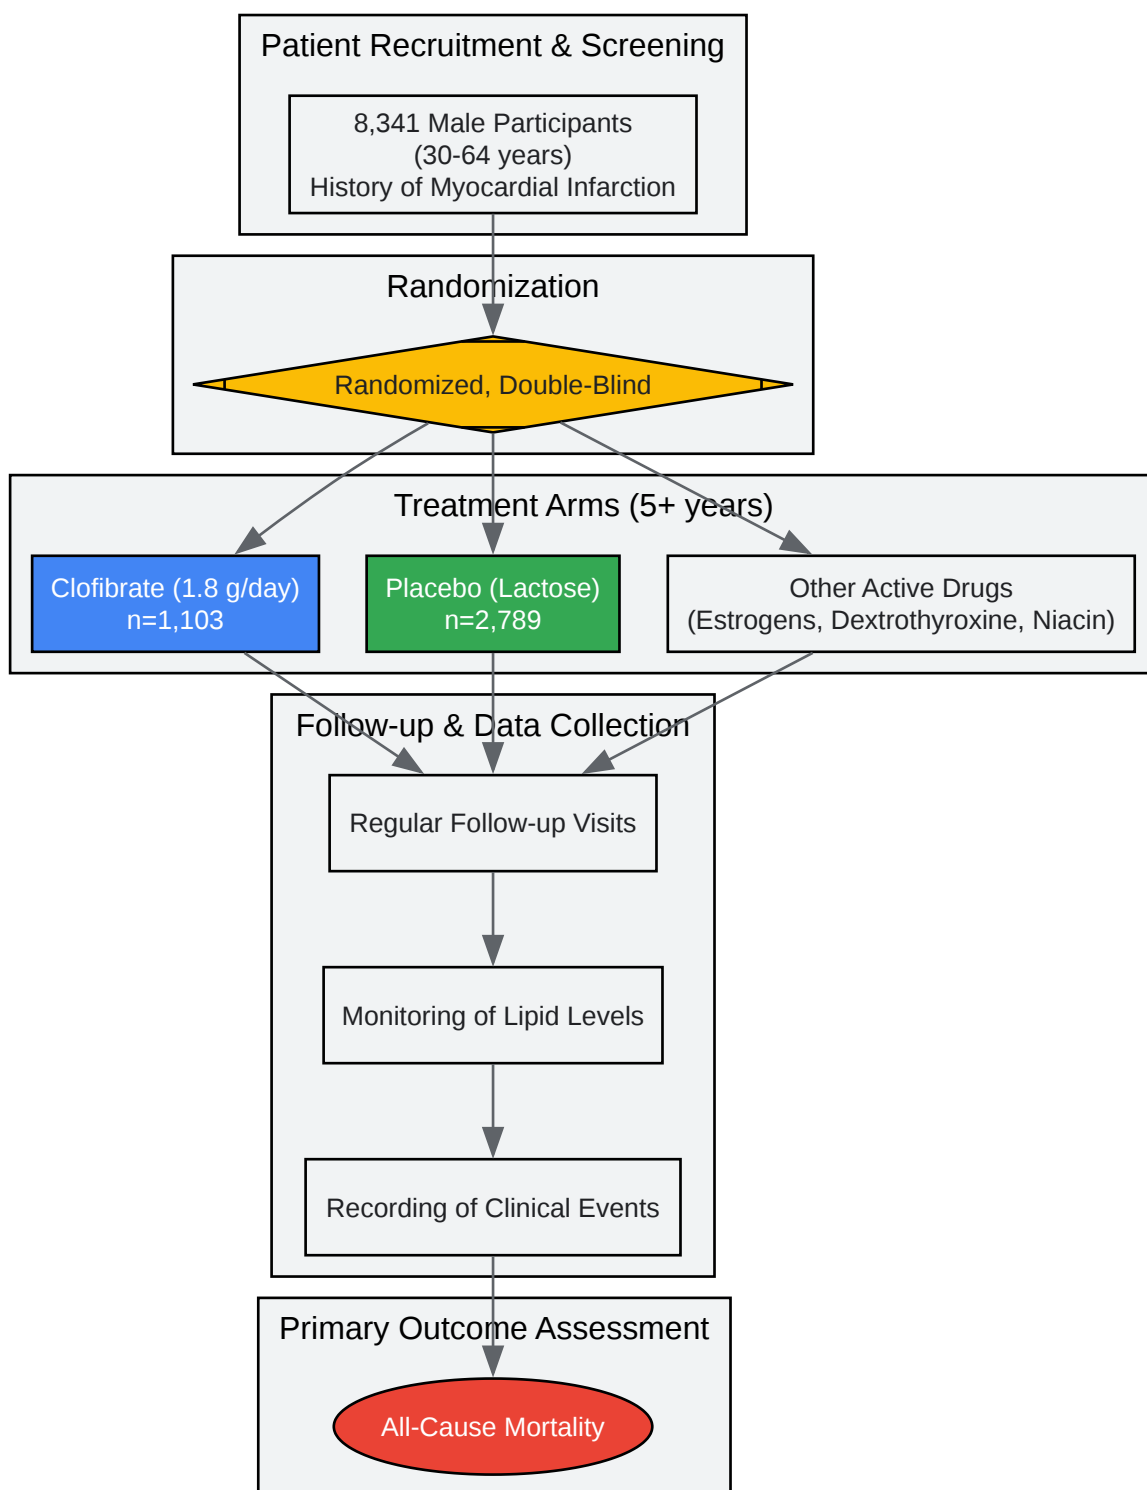 Patient Recruitment & Screening
8,341 Male Participants
(30-64 years)
History of Myocardial Infarction
Randomization
Randomized, Double-Blind
Treatment Arms (5+ years)
Clofibrate (1.8 g/day)
n=1,103
Placebo (Lactose)
n=2,789
Other Active Drugs
(Estrogens, Dextrothyroxine, Niacin)
Follow-up & Data Collection
Regular Follow-up Visits
Monitoring of Lipid Levels
Recording of Clinical Events
Primary Outcome Assessment
All-Cause Mortality